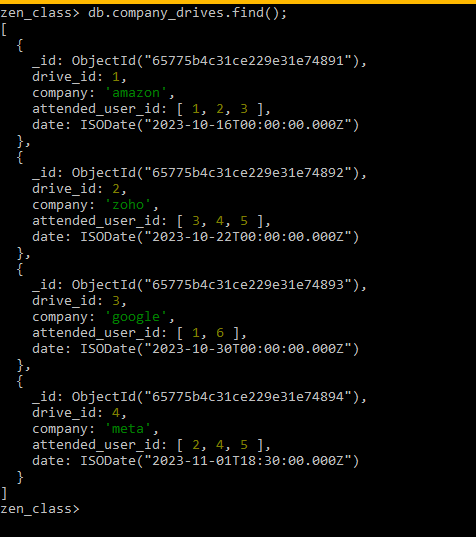 zen_class> db.company_drives.find();
[
  {
    _id: ObjectId("65775b4c31ce229e31e74891"),
    drive_id: 1,
    company: 'amazon',
    attended_user_id: [ 1, 2, 3 ],
    date: ISODate("2023-10-16T00:00:00.000Z")
  },
  {
    _id: ObjectId("65775b4c31ce229e31e74892"),
    drive_id: 2,
    company: 'zoho',
    attended_user_id: [ 3, 4, 5 ],
    date: ISODate("2023-10-22T00:00:00.000Z")
  },
  {
    _id: ObjectId("65775b4c31ce229e31e74893"),
    drive_id: 3,
    company: 'google',
    attended_user_id: [ 1, 6 ],
    date: ISODate("2023-10-30T00:00:00.000Z")
  },
  {
    _id: ObjectId("65775b4c31ce229e31e74894"),
    drive_id: 4,
    company: 'meta',
    attended_user_id: [ 2, 4, 5 ],
    date: ISODate("2023-11-01T18:30:00.000Z")
  }
]
zen_class>